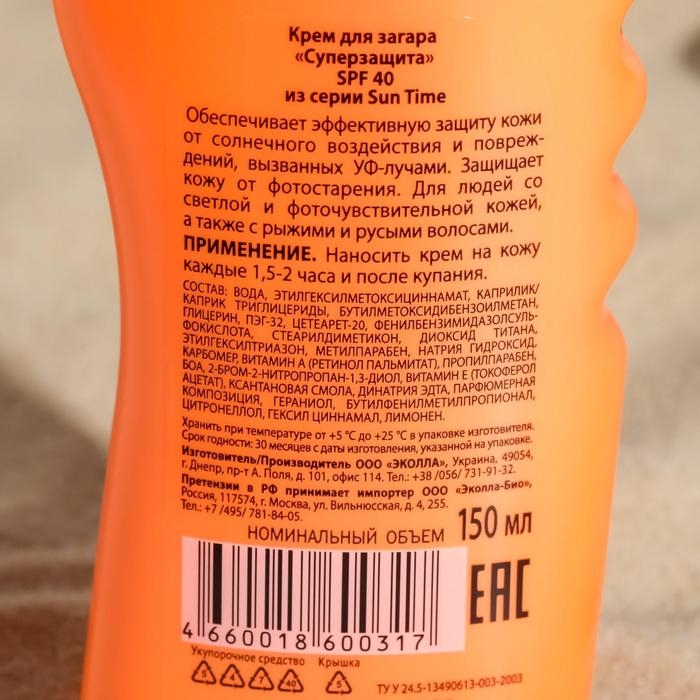 Крем для загара
«Суперзащита»
SPF 40
из серии Sun Time
Обеспечивает эффективную защиту кожи
от солнечного воздействия и повреж-
дений, вызванных УФ-лучами. Защищает
кожу от фотостарения. Для людей со
светлой и фоточувствительной кожей,
а также с рыжими и русыми волосами.
ПРИМЕНЕНИЕ. Наносить крем на кожу
каждые 1,5-2 часа и после купания.
СОСТАВ: ВОДА, ЭТИЛГЕКСИЛМЕТОКСИЦИННАМАТ, КАПРИЛИК/
КАПРИК ТРИГЛИЦЕРИДЫ, БУТИЛМЕТОКСИДИБЕНЗОИЛМЕТАН,
ГЛИЦЕРИН, ПЭГ-32, ЦЕТЕАРЕТ-20, ФЕНИЛБЕНЗИМИДАЗОЛСУЛЬ-
ФОКИСЛОТА, СТЕАРИЛДИМЕТИКОН, ДИОКСИД ТИТАНА,
ЭТИЛГЕКСИЛТРИАЗОН, МЕТИЛПАРАБЕН, НАТРИЯ ГИДРОКСИД,
КАРБОМЕР, ВИТАМИН А (РЕТИНОЛ ПАЛЬМИТАТ), ПРОПИЛПАРАБЕН,
БОА, 2-БРОМ-2-НИТРОПРОПАН-1,3-ДИОЛ, ВИТАМИН Е (ТОКОФЕРОЛ
АЦЕТАТ), КСАНТАНОВАЯ СМОЛА, ДИНАТРИЯ ЭДТА, ПАРФЮМЕРНАЯ
КОМПОЗИЦИЯ, ГЕРАНИОЛ, БУТИЛФЕНИЛМЕТИЛПРОПИОНАЛ,
ЦИТРОНЕЛЛОЛ, ГЕКСИЛ ЦИННАМАЛ, ЛИМОНЕН.
Хранить при температуре от +5 °С до +25 °С в упаковке изготовителя.
Срок годности: 30 месяцев с даты изготовления, указанной на упаковке.
Изготовитель/Производитель ООО «ЭКОЛЛА», Украина, 49054,
г. Днепр, пр-т А. Поля, д. 101, офис 114. Тел.: +38 /056/ 731-91-32.
Претензии в РФ принимает импортер ООО «Эколла-Био»,
Россия, 117574, г. Москва, ул. Вильнюсская, д. 4, 255.
Тел.: +7 /495/ 781-84-05.
НОМИНАЛЬНЫЙ ОБЪЕМ 150 мл
4 660018 600317
EAC
Укупорочное средство Крышка
5 4 7 40 5
ТУ У 24.5-13490613-003-2003